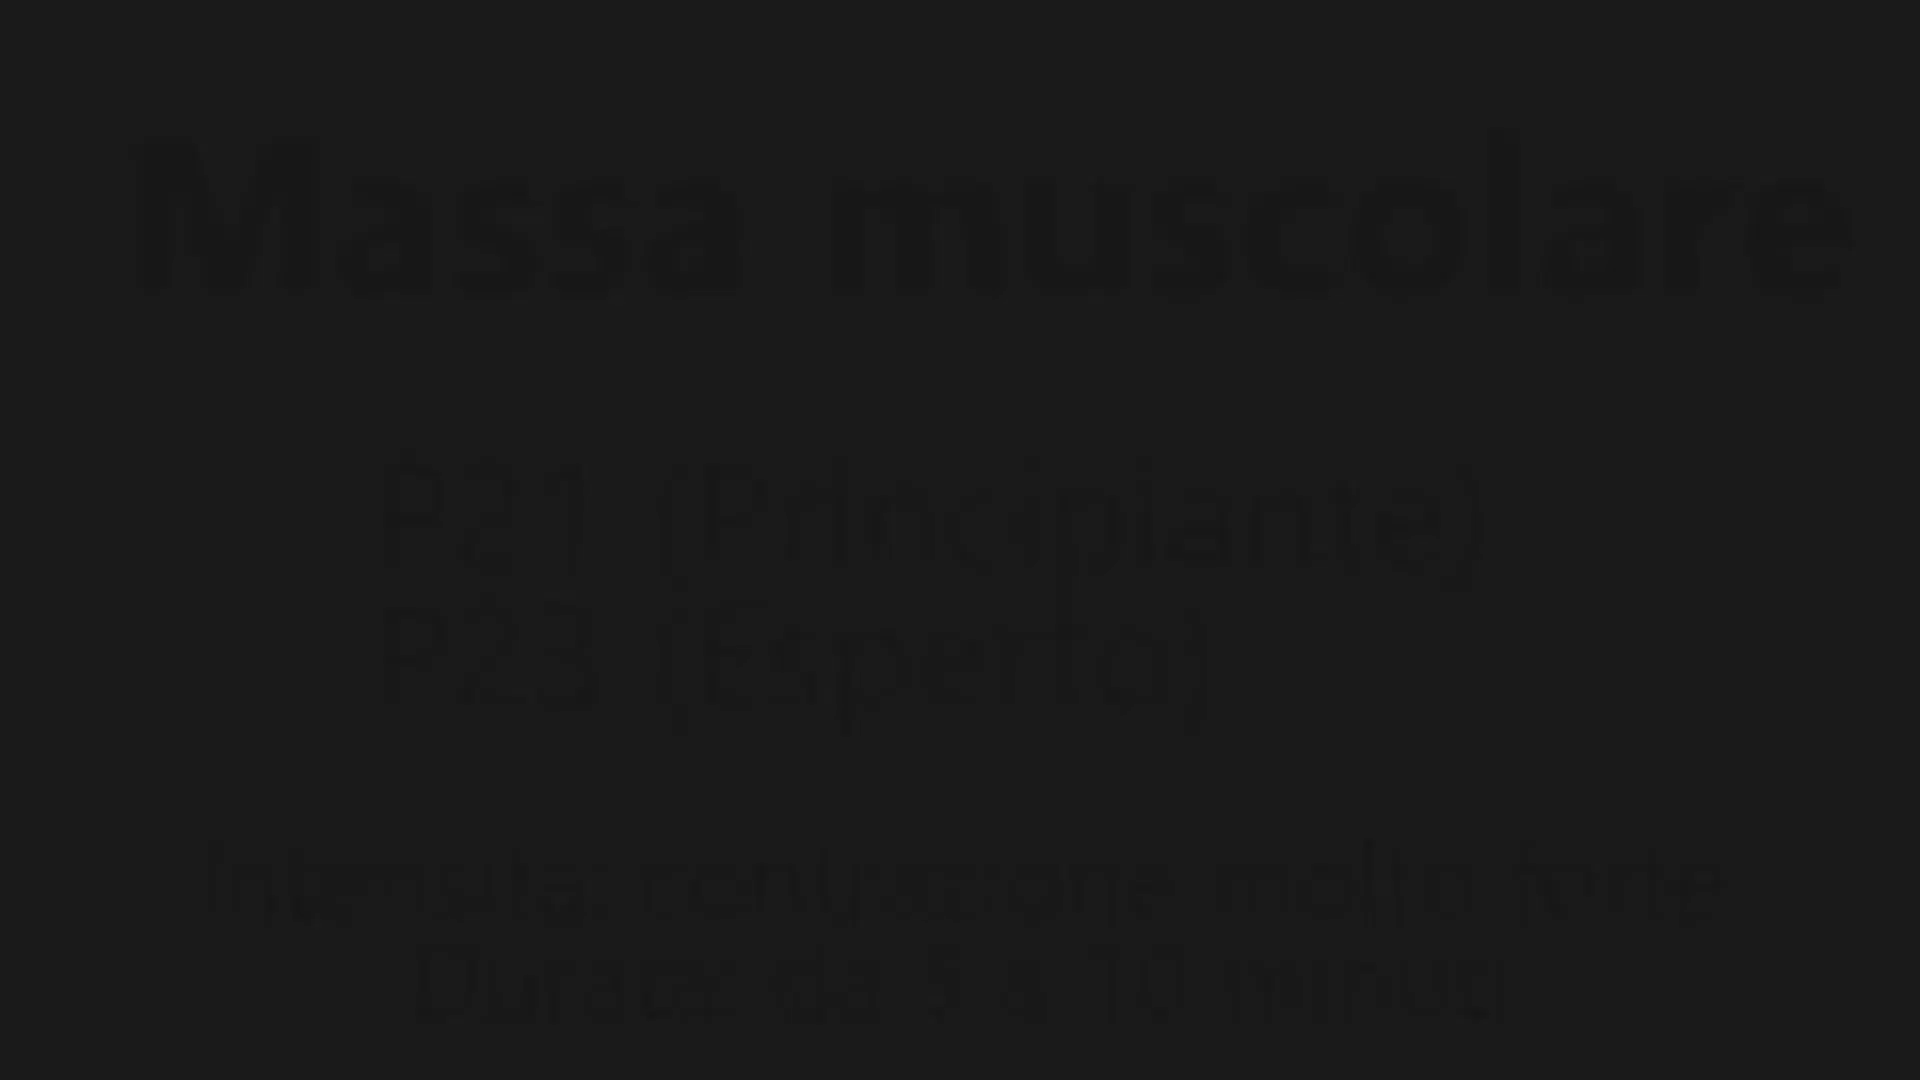 Massa muscolare
P21 (Principiante)
P23 (Esperto)
Intensità: contrazione molto forte
Durata: da 5 a 10 minuti